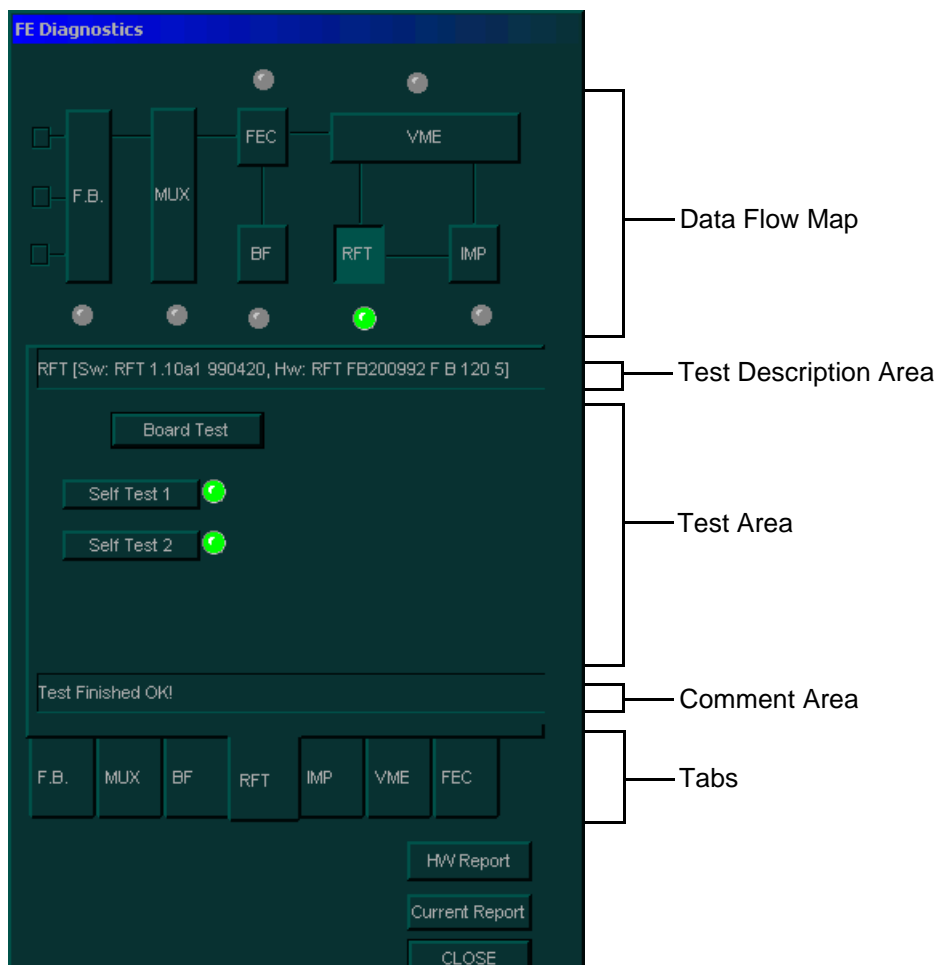 FE Diagnostics
FEC
VME
F.B.
MUX
BF
RFT
IMP
Data Flow Map
RFT [Sw: RFT 1.10a1 990420, Hw: RFT FB200992 F B 120 5]
Test Description Area
Board Test
Self Test 1
Self Test 2
Test Area
Test Finished OK!
Comment Area
F.B.
MUX
BF
RFT
IMP
VME
FEC
Tabs
HW Report
Current Report
CLOSE